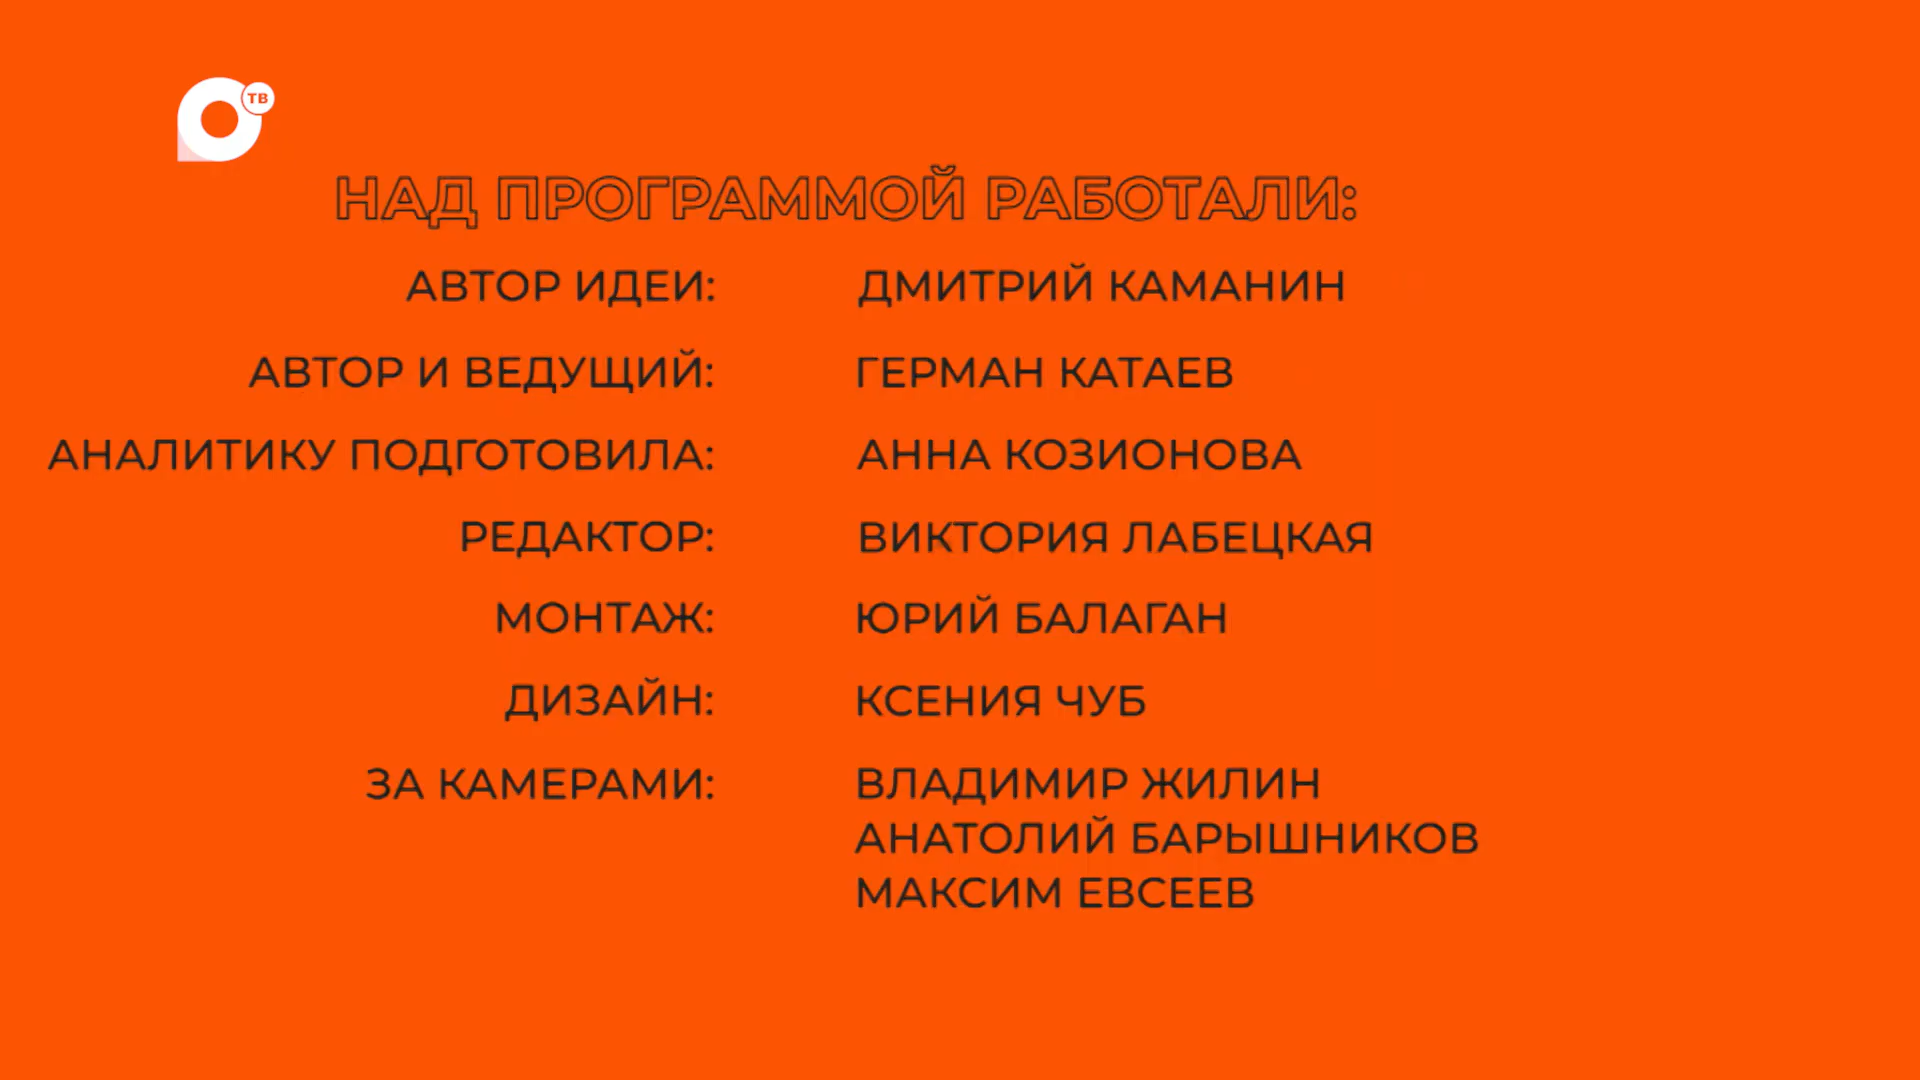 ТВ
НАД ПРОГРАММОЙ РАБОТАЛИ:
АВТОР ИДЕИ: ДМИТРИЙ КАМАНИН
АВТОР И ВЕДУЩИЙ: ГЕРМАН КАТАЕВ
АНАЛИТИКУ ПОДГОТОВИЛА: АННА КОЗИОНОВА
РЕДАКТОР: ВИКТОРИЯ ЛАБЕЦКАЯ
МОНТАЖ: ЮРИЙ БАЛАГАН
ДИЗАЙН: КСЕНИЯ ЧУБ
ЗА КАМЕРАМИ: ВЛАДИМИР ЖИЛИН
АНАТОЛИЙ БАРЫШНИКОВ
МАКСИМ ЕВСЕЕВ